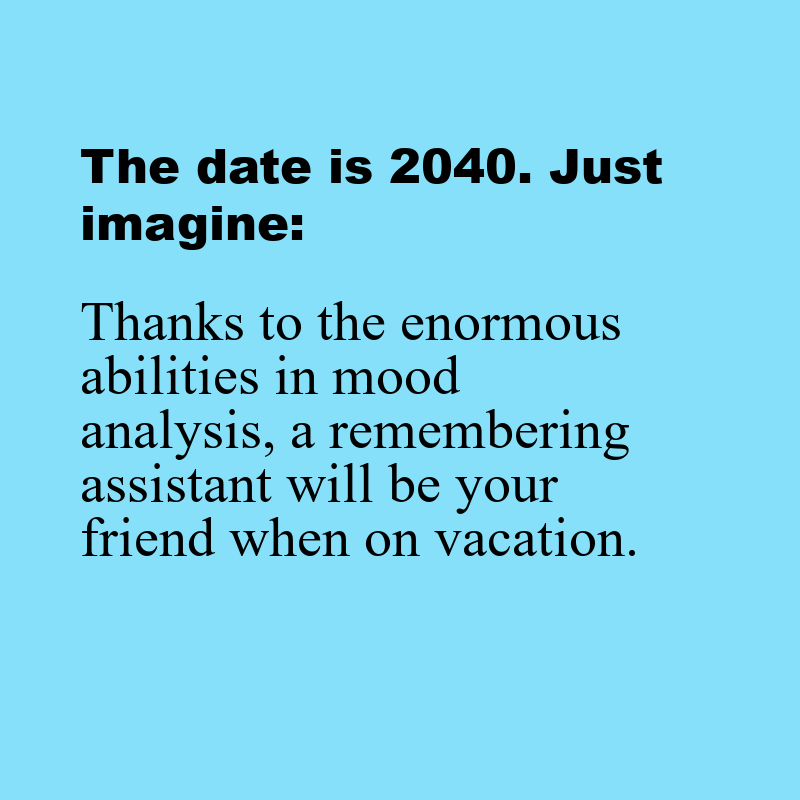 The date is 2040. Just
imagine:
Thanks to the enormous
abilities in mood
analysis, a remembering
assistant will be your
friend when on vacation.